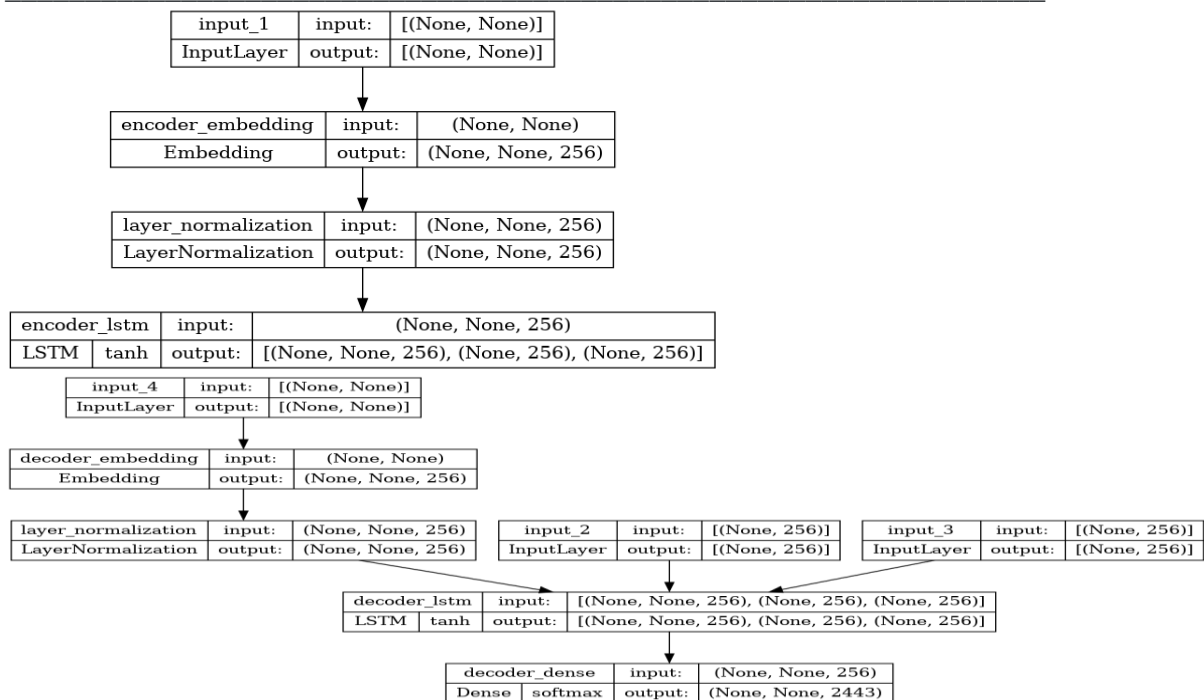 input_1 input: [(None, None)]
InputLayer output: [(None, None)]
encoder_embedding input: (None, None)
Embedding output: (None, None, 256)
layer_normalization input: (None, None, 256)
LayerNormalization output: (None, None, 256)
encoder_lstm input: (None, None, 256)
LSTM tanh output: [(None, None, 256), (None, 256), (None, 256)]
input_4 input: [(None, None)]
InputLayer output: [(None, None)]
decoder_embedding input: (None, None)
Embedding output: (None, None, 256)
layer_normalization input: (None, None, 256)
LayerNormalization output: (None, None, 256)
input_2 input: [(None, 256)]
InputLayer output: [(None, 256)]
input_3 input: [(None, 256)]
InputLayer output: [(None, 256)]
decoder_lstm input: [(None, None, 256), (None, 256), (None, 256)]
LSTM tanh output: [(None, None, 256), (None, 256), (None, 256)]
decoder_dense input: (None, None, 256)
Dense softmax output: (None, None, 2443)